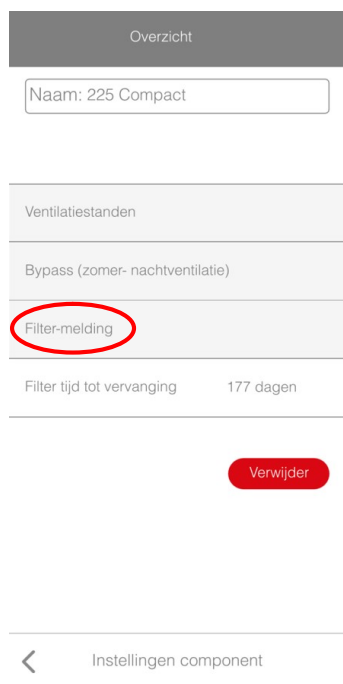 Overzicht
Naam: 225 Compact
Ventilatiestanden
Bypass (zomer- nachtventilatie)
Filter-melding
Filter tijd tot vervanging 177 dagen
Verwijder
Instellingen component